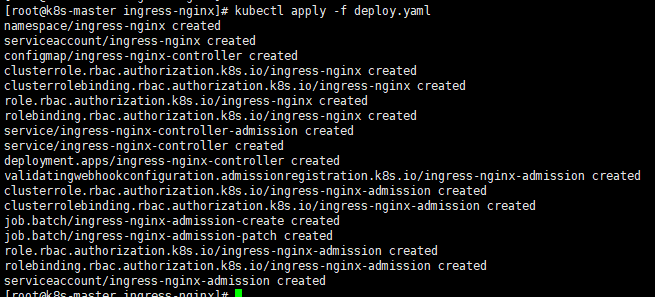 [root@k8s-master ingress-nginx]# kubectl apply -f deploy.yaml
namespace/ingress-nginx created
serviceaccount/ingress-nginx created
configmap/ingress-nginx-controller created
clusterrole.rbac.authorization.k8s.io/ingress-nginx created
clusterrolebinding.rbac.authorization.k8s.io/ingress-nginx created
role.rbac.authorization.k8s.io/ingress-nginx created
rolebinding.rbac.authorization.k8s.io/ingress-nginx created
service/ingress-nginx-controller-admission created
service/ingress-nginx-controller created
deployment.apps/ingress-nginx-controller created
validatingwebhookconfiguration.admissionregistration.k8s.io/ingress-nginx-admission created
clusterrole.rbac.authorization.k8s.io/ingress-nginx-admission created
clusterrolebinding.rbac.authorization.k8s.io/ingress-nginx-admission created
job.batch/ingress-nginx-admission-create created
job.batch/ingress-nginx-admission-patch created
role.rbac.authorization.k8s.io/ingress-nginx-admission created
rolebinding.rbac.authorization.k8s.io/ingress-nginx-admission created
serviceaccount/ingress-nginx-admission created
[root@k8s-master ingress-nginx]#